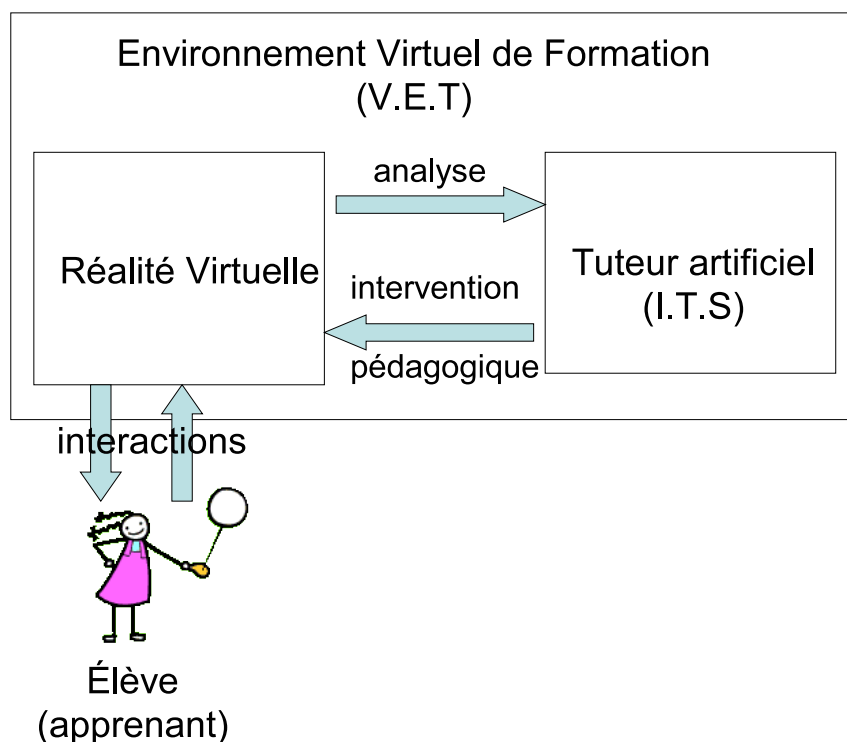 Environnement Virtuel de Formation
(V.E.T)
analyse
Réalité Virtuelle
Tuteur artificiel
(I.T.S)
intervention
pédagogique
interactions
Élève
(apprenant)